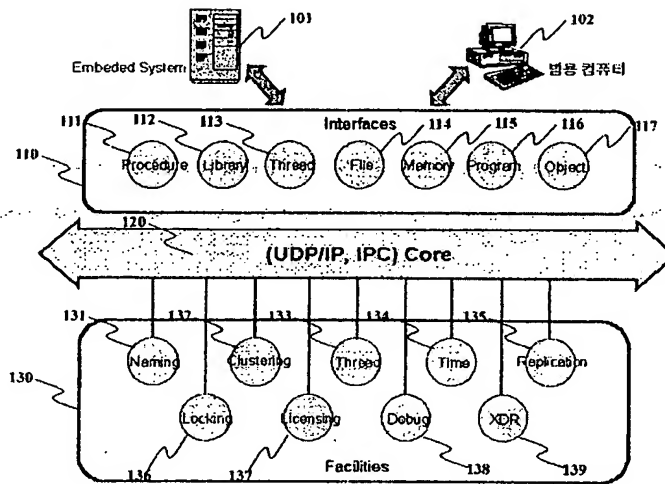 101
102
Embeded System
범용 컴퓨터
111
112
113
Interfaces
114
115
116
117
110
Procedure
Library
Thread
File
Memory
Program
Object
120
(UDP/IP, IPC) Core
131
132
133
134
135
130
Naming
Clustering
Thread
Time
Replication
Locking
Licensing
Debug
XDR
136
137
138
139
Facilities